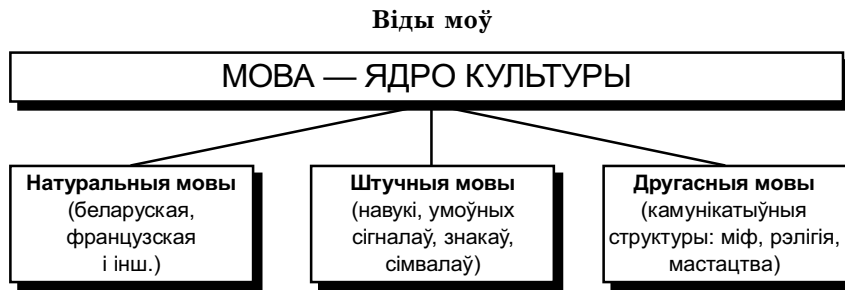 Віды моў
МОВА — ЯДРО КУЛЬТУРЫ
Натуральныя мовы
(беларуская,
французская
і інш.)
Штучныя мовы
(навукі, умоўных
сігналаў, знакаў,
сімвалаў)
Другасныя мовы
(камунікатыўныя
структуры: міф, рэлігія,
мастацтва)